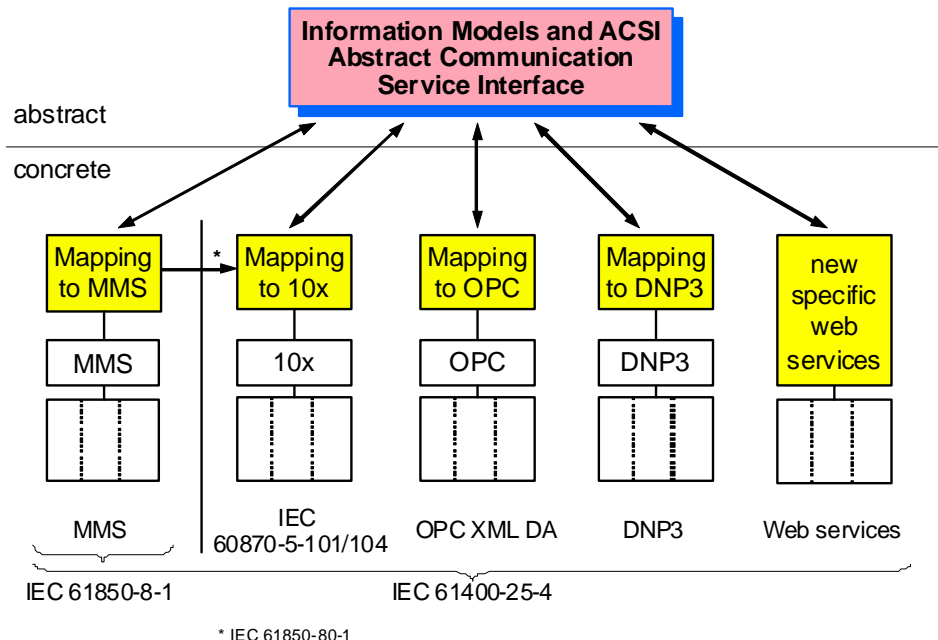 Information Models and ACSI
Abstract Communication
Service Interface
abstract
concrete
Mapping
to MMS
*
Mapping
to 10x
Mapping
to OPC
Mapping
to DNP3
new
specific
web
services
MMS
10x
OPC
DNP3
MMS
IEC
60870-5-101/104
OPC XML DA
DNP3
Web services
IEC 61850-8-1
IEC 61400-25-4
* IEC 61850-80-1